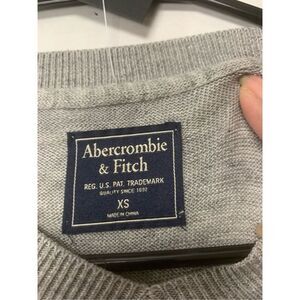 Abercrombie
& Fitch
REG. U.S. PAT. TRADEMARK
QUALITY SINCE 1892
XS
MADE IN CHINA